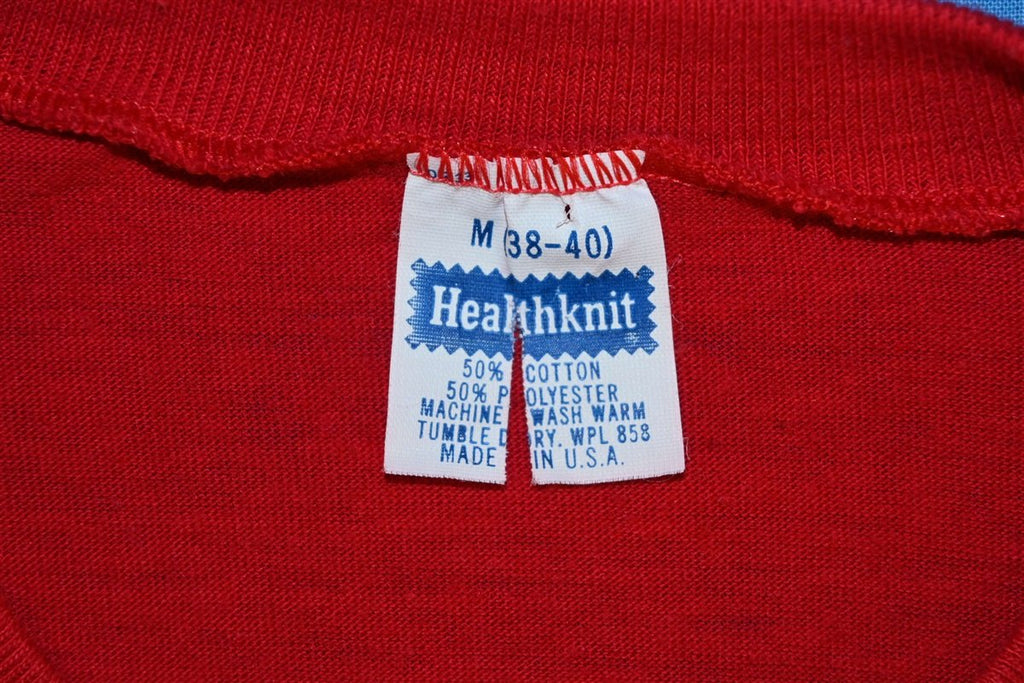 M (38-40)
Healthknit
50% COTTON
50% POLYESTER
MACHINE WASH WARM
TUMBLE DRY. WPL 858
MADE IN U.S.A.